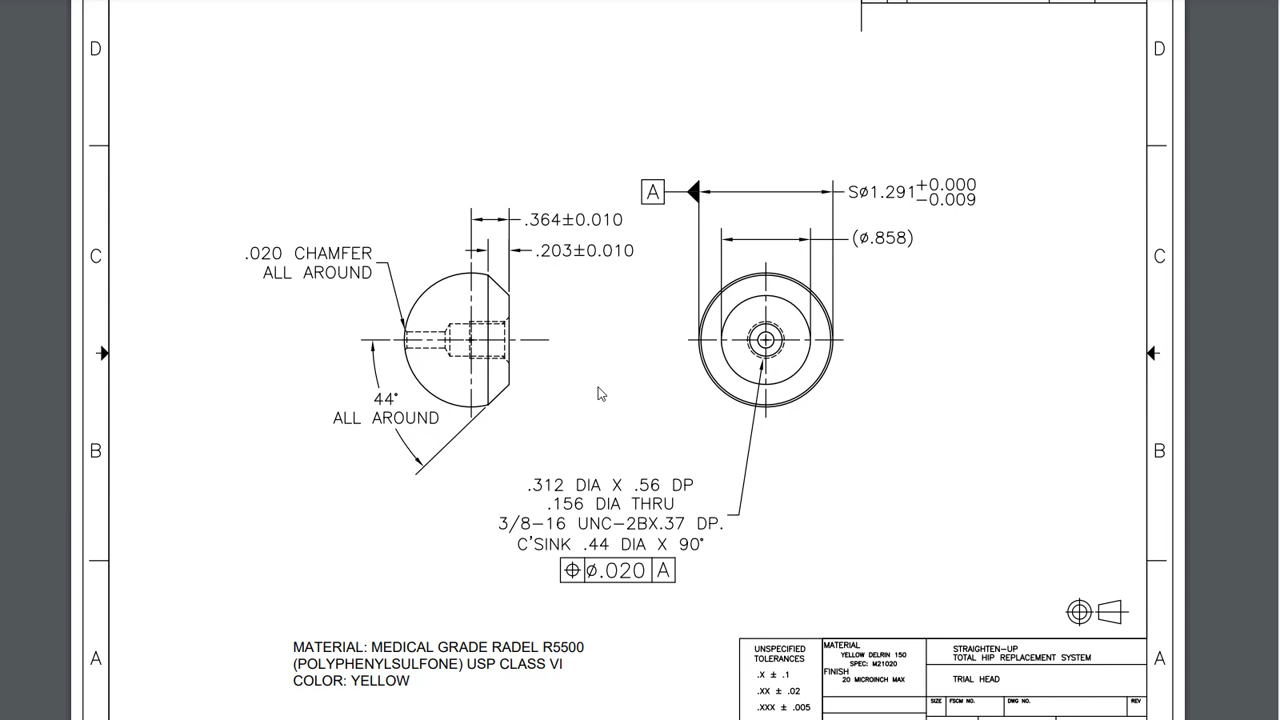 D
D
SØ1.291+0.000
−0.009
A
(Ø.858)
.364±0.010
.203±0.010
.020 CHAMFER
ALL AROUND
C
C
44°
ALL AROUND
B
B
.312 DIA X .56 DP
.156 DIA THRU
3/8−16 UNC−2BX.37 DP.
C'SINK .44 DIA X 90°
⌖ Ø.020 A
MATERIAL: MEDICAL GRADE RADEL R5500
(POLYPHENYLSULFONE) USP CLASS VI
COLOR: YELLOW
A
A
UNSPECIFIED
TOLERANCES
.X ± .1
.XX ± .02
.XXX ± .005
MATERIAL
YELLOW DELRIN 150
SPEC: M21020
FINISH
20 MICROINCH MAX
STRAIGHTEN−UP
TOTAL HIP REPLACEMENT SYSTEM
TRIAL HEAD
SIZE FSCM NO. DWG NO. REV